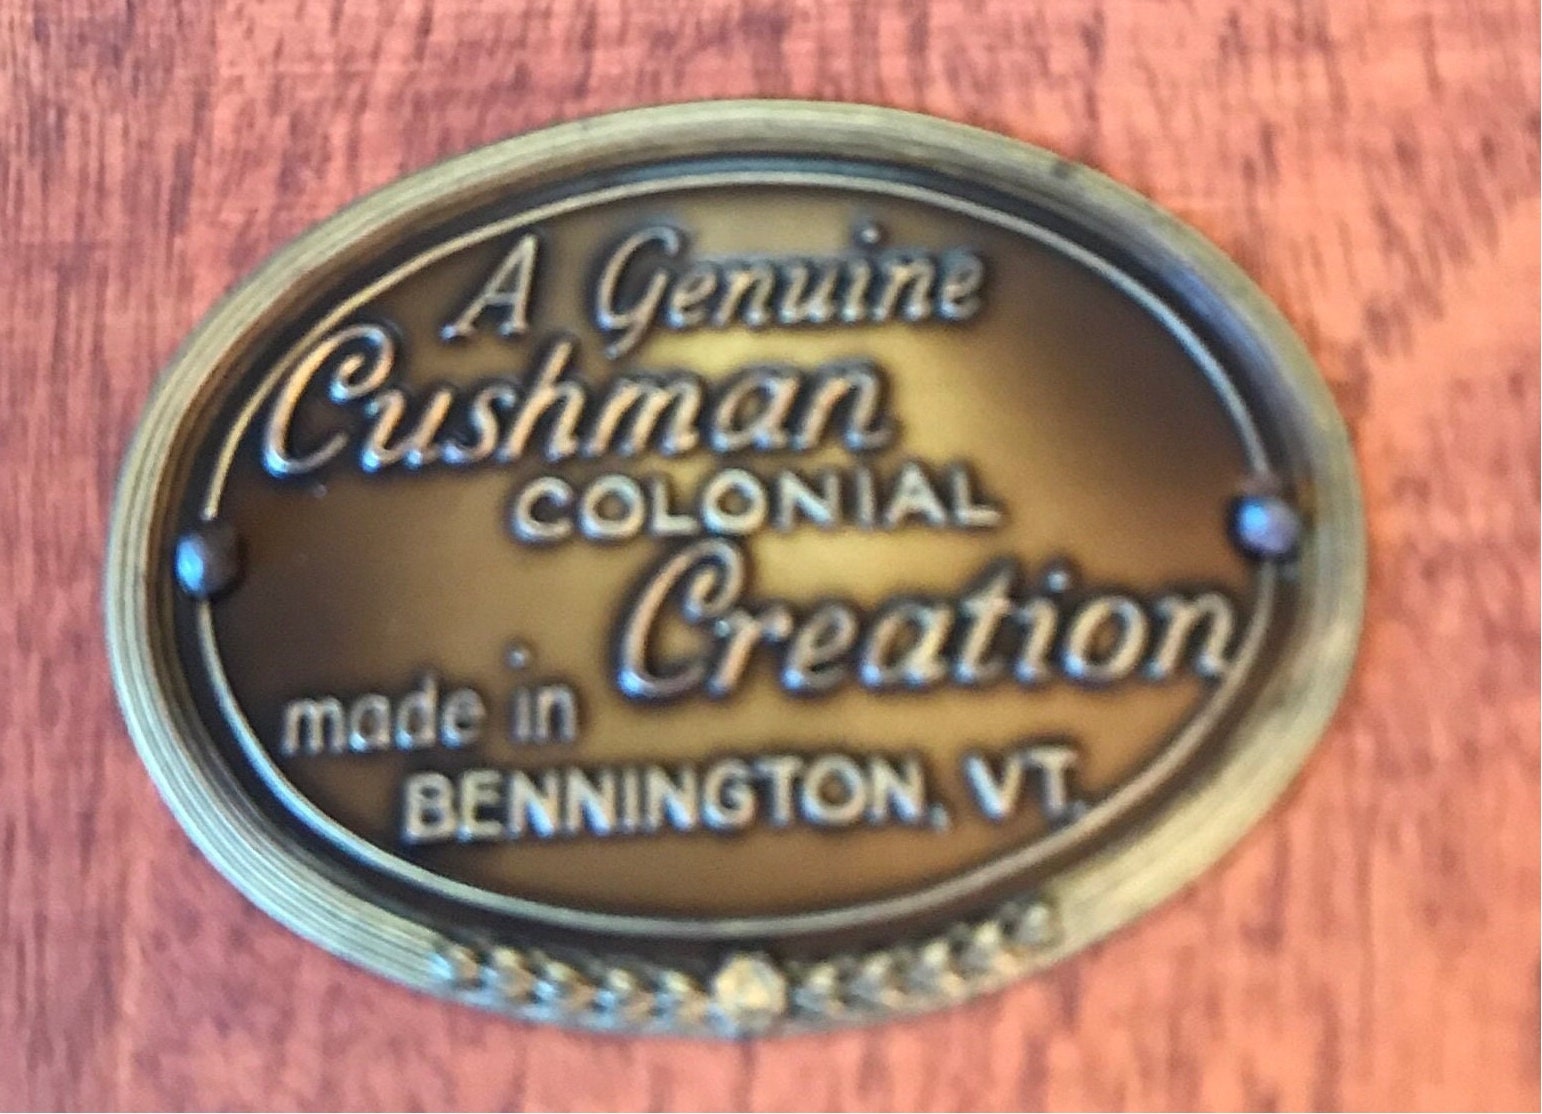 A Genuine
Cushman
COLONIAL
Creation
made in
BENNINGTON, VT.